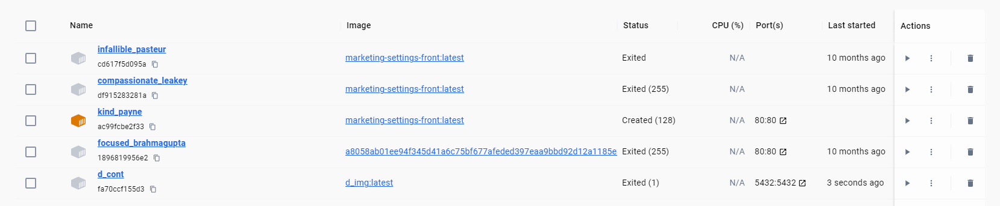 Name Image Status CPU (%) Port(s) Last started Actions
infallible_pasteur
cd617f5d095a
marketing-settings-front:latest Exited N/A 10 months ago
compassionate_leakey
df915283281a
marketing-settings-front:latest Exited (255) N/A 10 months ago
kind_payne
ac99fcbe2f33
marketing-settings-front:latest Created (128) N/A 80:80
focused_brahmagupta
1896819956e2
a8058ab01ee94f345d41a6c75bf677afeded397eaa9bbd92d12a1185e Exited (255) N/A 80:80 10 months ago
d_cont
fa70ccf155d3
d_img:latest Exited (1) N/A 5432:5432 3 seconds ago